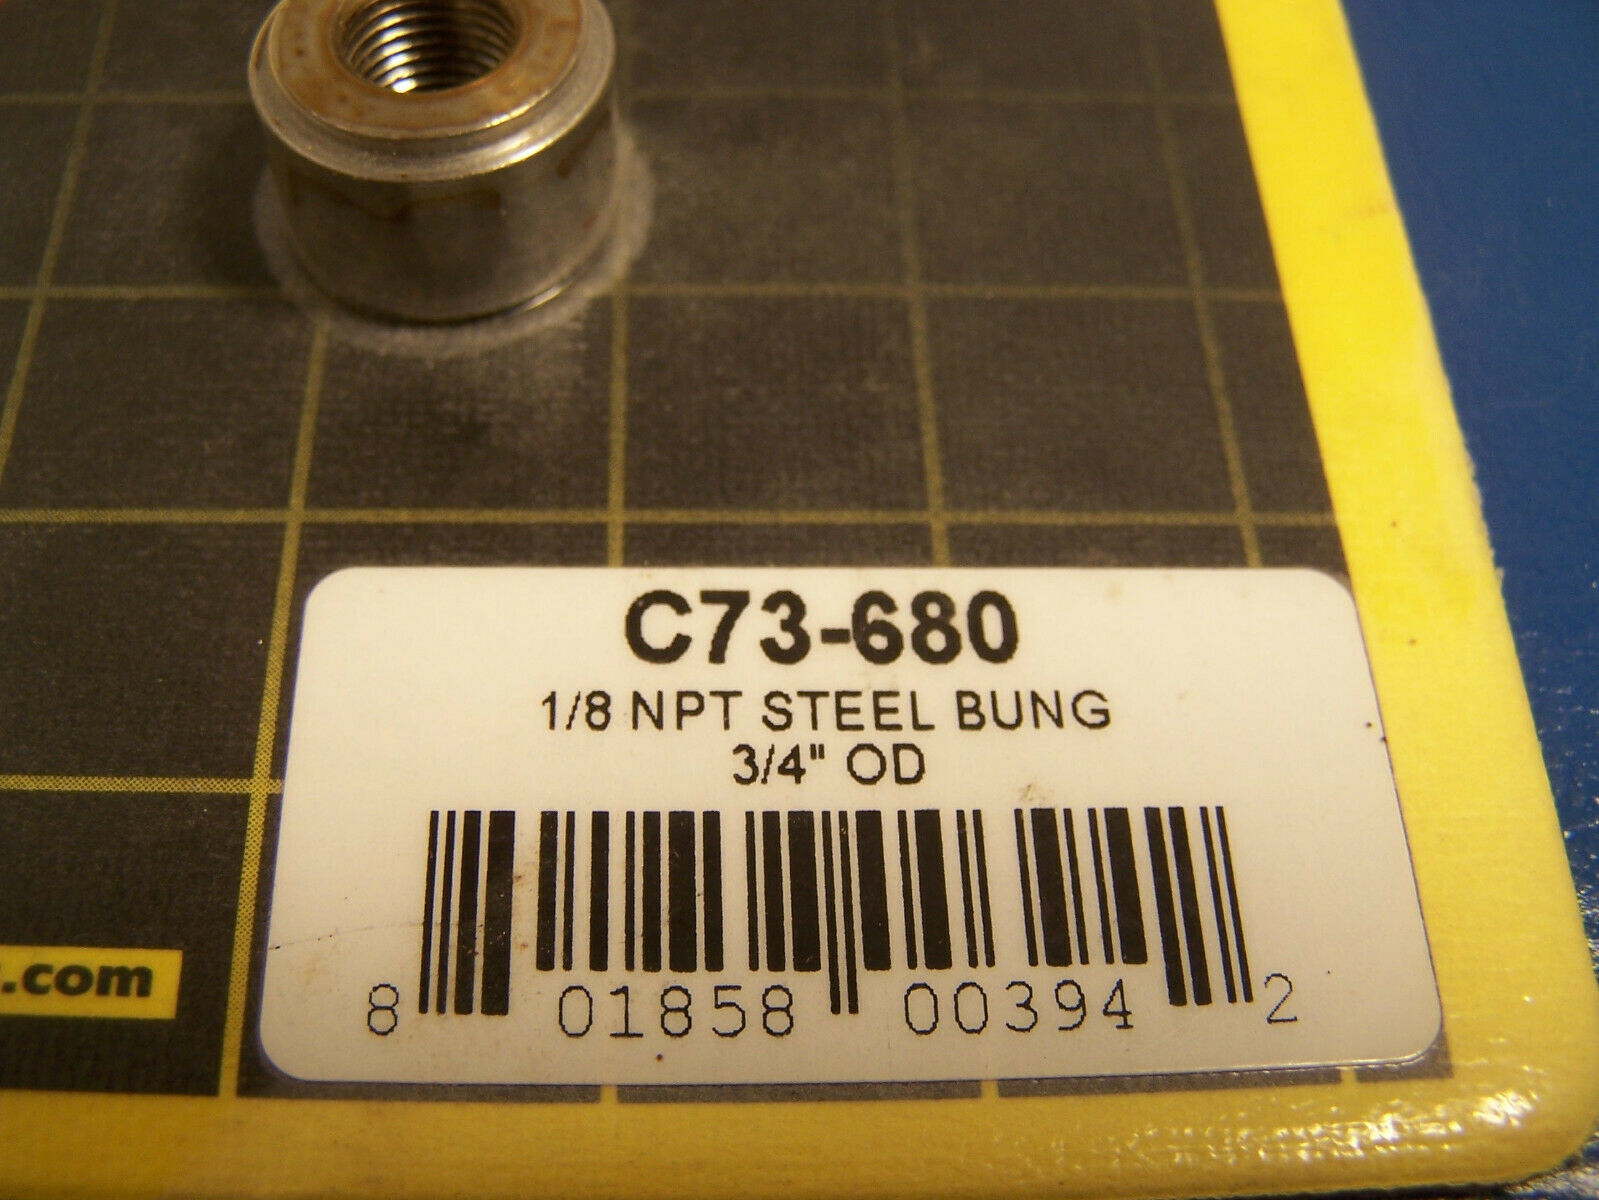 C73-680
1/8 NPT STEEL BUNG
3/4" OD
8 01858 00394 2
.com